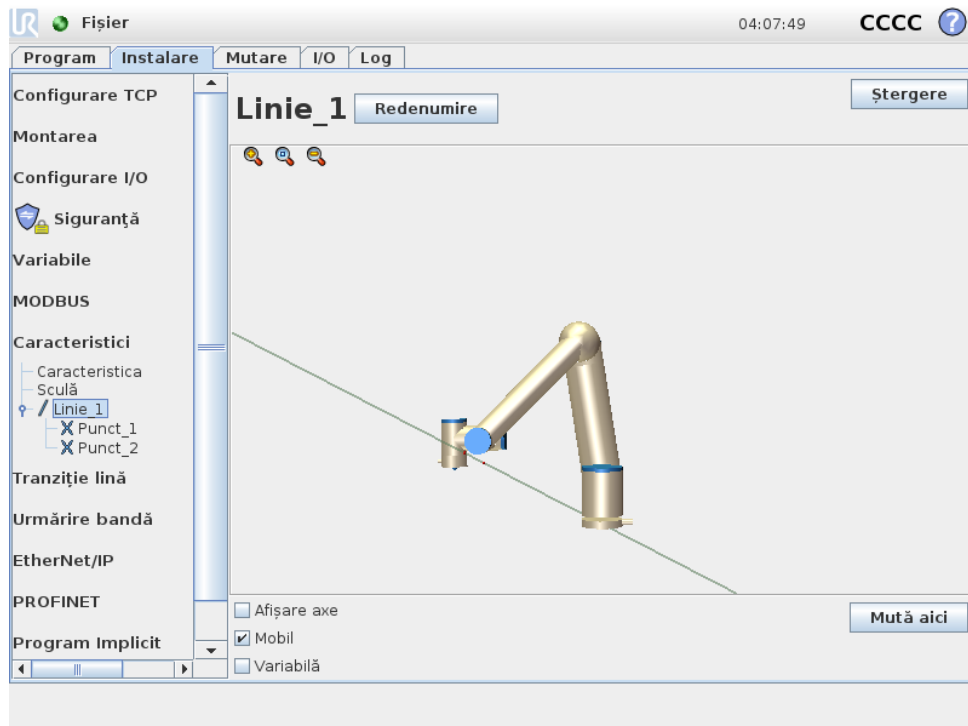 UR Fișier 04:07:49 CCCC ?
Program Instalare Mutare I/O Log
Configurare TCP
Montarea
Configurare I/O
Siguranță
Variabile
MODBUS
Caracteristici
Caracteristica
Sculă
Linie_1
Punct_1
Punct_2
Tranziție lină
Urmărire bandă
EtherNet/IP
PROFINET
Program Implicit
Linie_1 Redenumire Ștergere
Afișare axe
Mobil
Variabilă
Mută aici